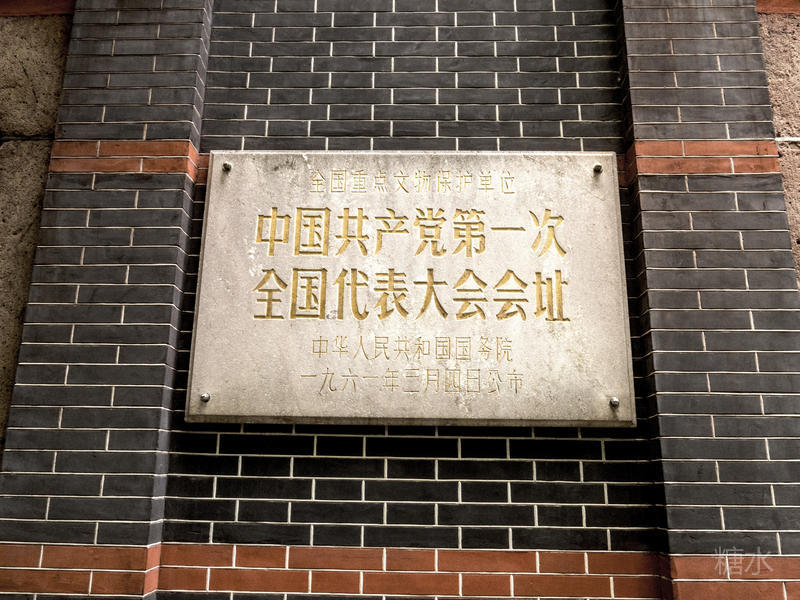 全国重点文物保护单位
中国共产党第一次
全国代表大会会址
中华人民共和国国务院
一九六一年三月四日公布
糖水